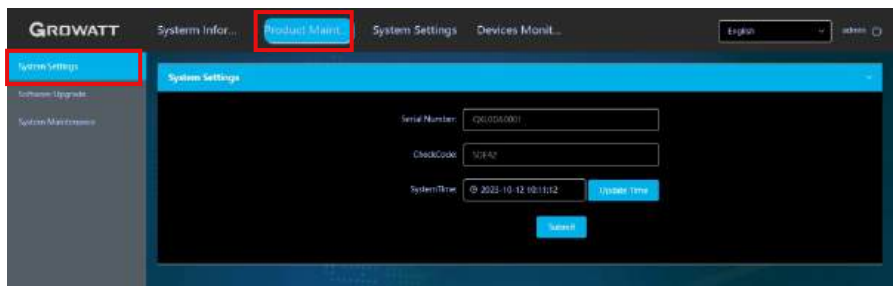 GROWATT
Systerm Infor...
Product Maint...
System Settings
Devices Monit...
English
admin
System Settings
Software Upgrade
System Maintenance
System Settings
Serial Number:
CheckCode:
SystemTime:
2023-10-12 10:11:12
Update Time
Submit